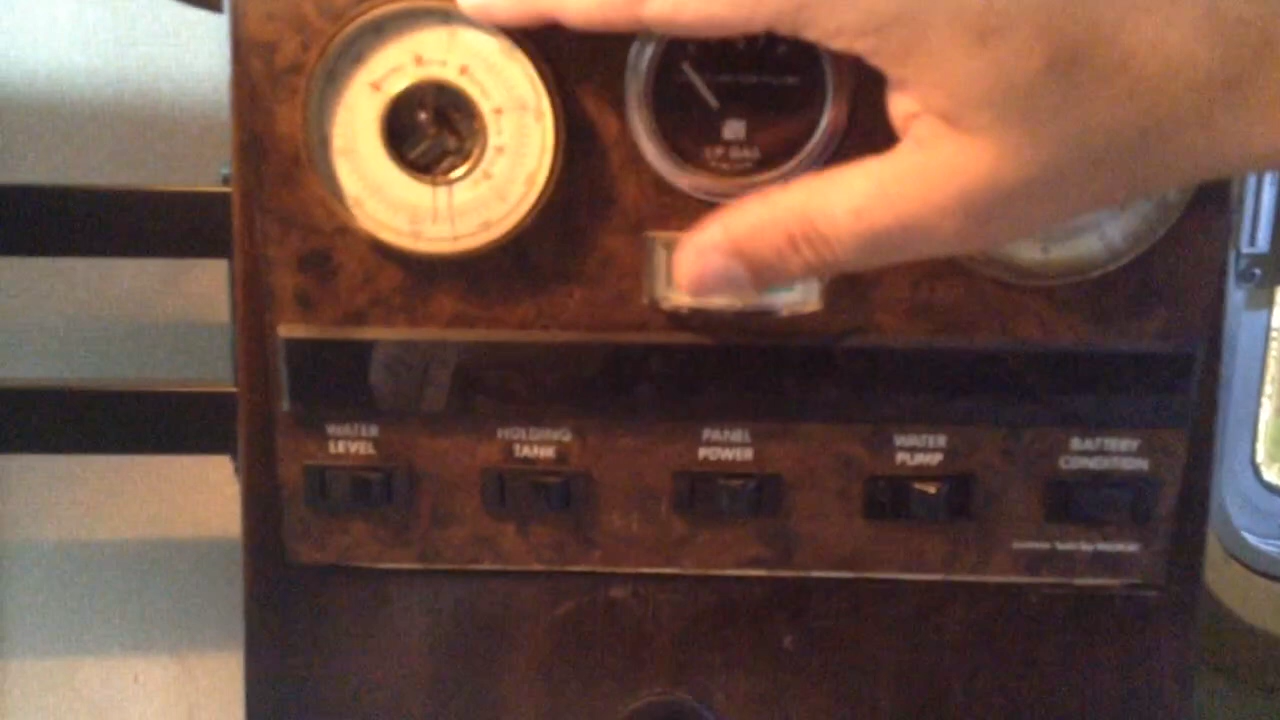 LP GAS
WATER
LEVEL
HOLDING
TANK
PANEL
POWER
WATER
PUMP
BATTERY
CONDITION